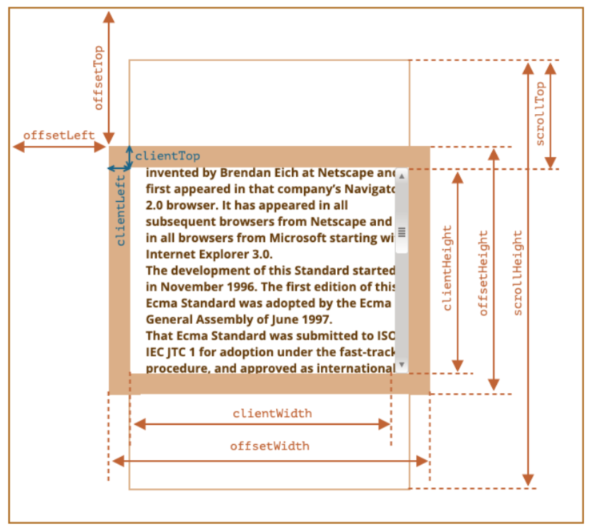 offsetTop
scrollTop
offsetLeft
clientTop
clientLeft
invented by Brendan Eich at Netscape and
first appeared in that company's Navigato
2.0 browser. It has appeared in all
subsequent browsers from Netscape and
in all browsers from Microsoft starting wi
Internet Explorer 3.0.
The development of this Standard started
in November 1996. The first edition of this
Ecma Standard was adopted by the Ecma
General Assembly of June 1997.
That Ecma Standard was submitted to ISO
IEC JTC 1 for adoption under the fast-track
procedure, and approved as international
clientHeight
offsetHeight
scrollHeight
clientWidth
offsetWidth